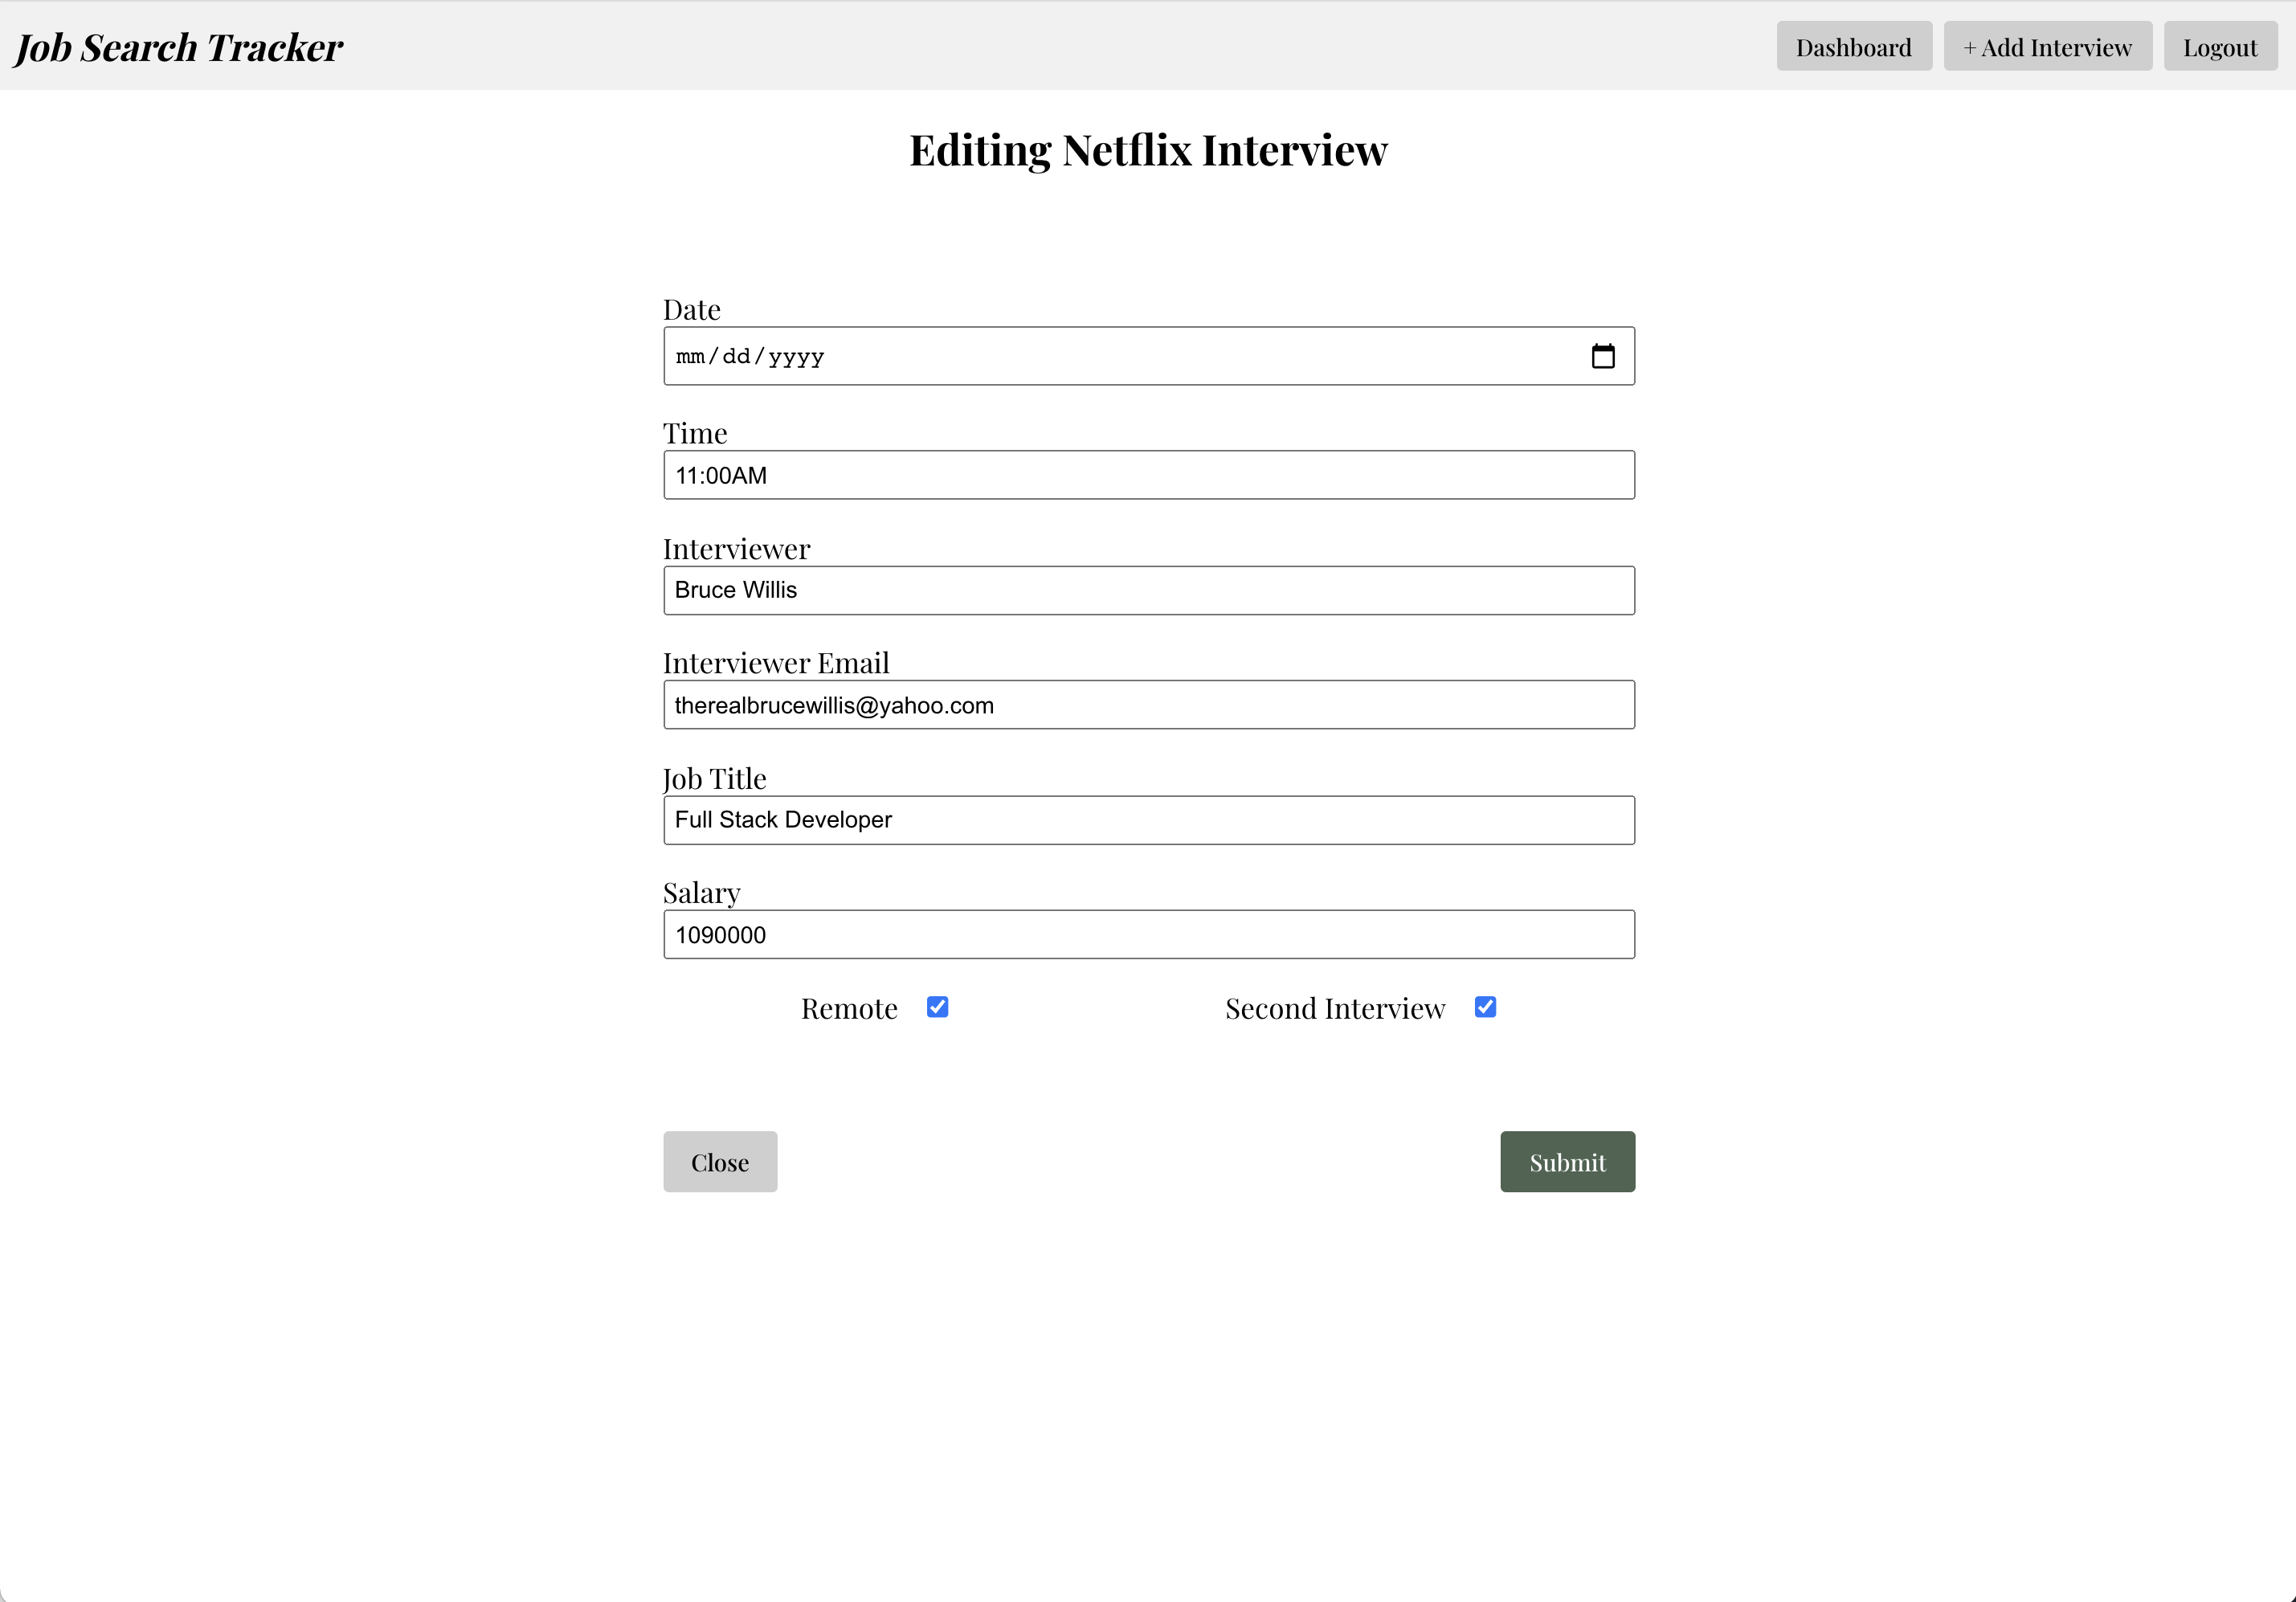 Job Search Tracker
Dashboard
+ Add Interview
Logout
Editing Netflix Interview
Date
mm/dd/yyyy
Time
11:00AM
Interviewer
Bruce Willis
Interviewer Email
therealbrucewillis@yahoo.com
Job Title
Full Stack Developer
Salary
1090000
Remote
Second Interview
Close
Submit